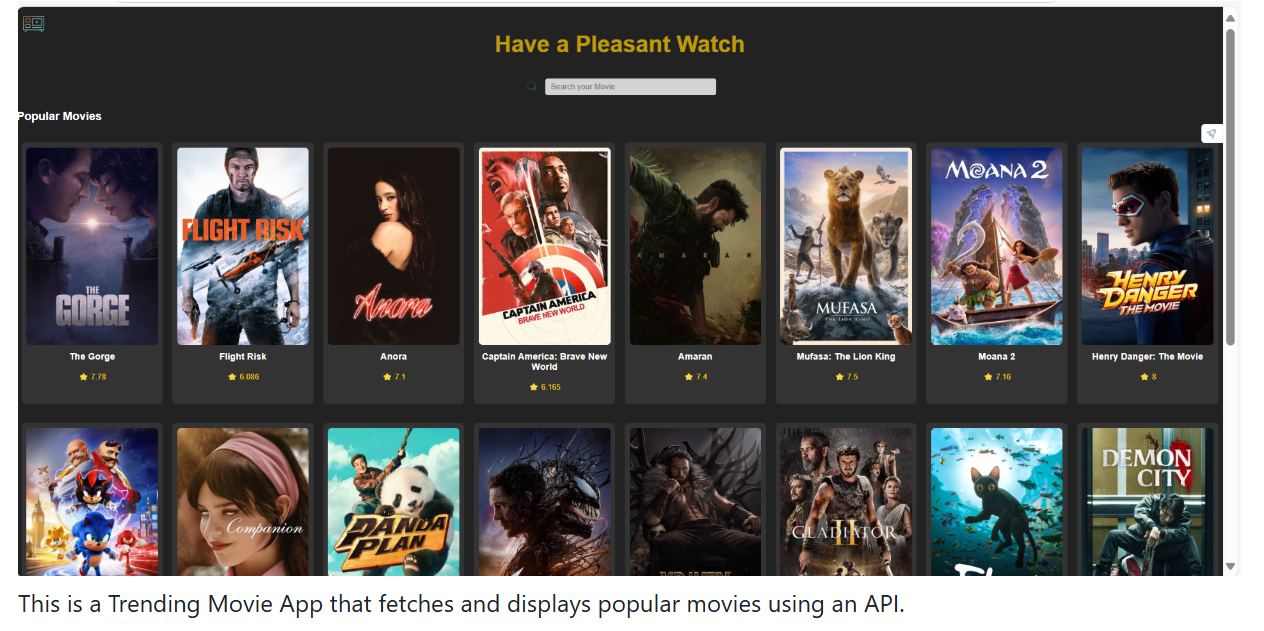 Have a Pleasant Watch
Search your Movie
Popular Movies
THE
GORGE
FLIGHT RISK
Anora
CAPTAIN AMERICA
BRAVE NEW WORLD
AMARAN
MUFASA
THE LION KING
MOANA 2
HENRY
DANGER
THE MOVIE
The Gorge
Flight Risk
Anora
Captain America: Brave New
World
Amaran
Mufasa: The Lion King
Moana 2
Henry Danger: The Movie
7.78
6.086
7.1
6.165
7.4
7.5
7.16
8
Companion
PANDA
PLAN
GLADIATOR
II
DEMON
CITY
This is a Trending Movie App that fetches and displays popular movies using an API.